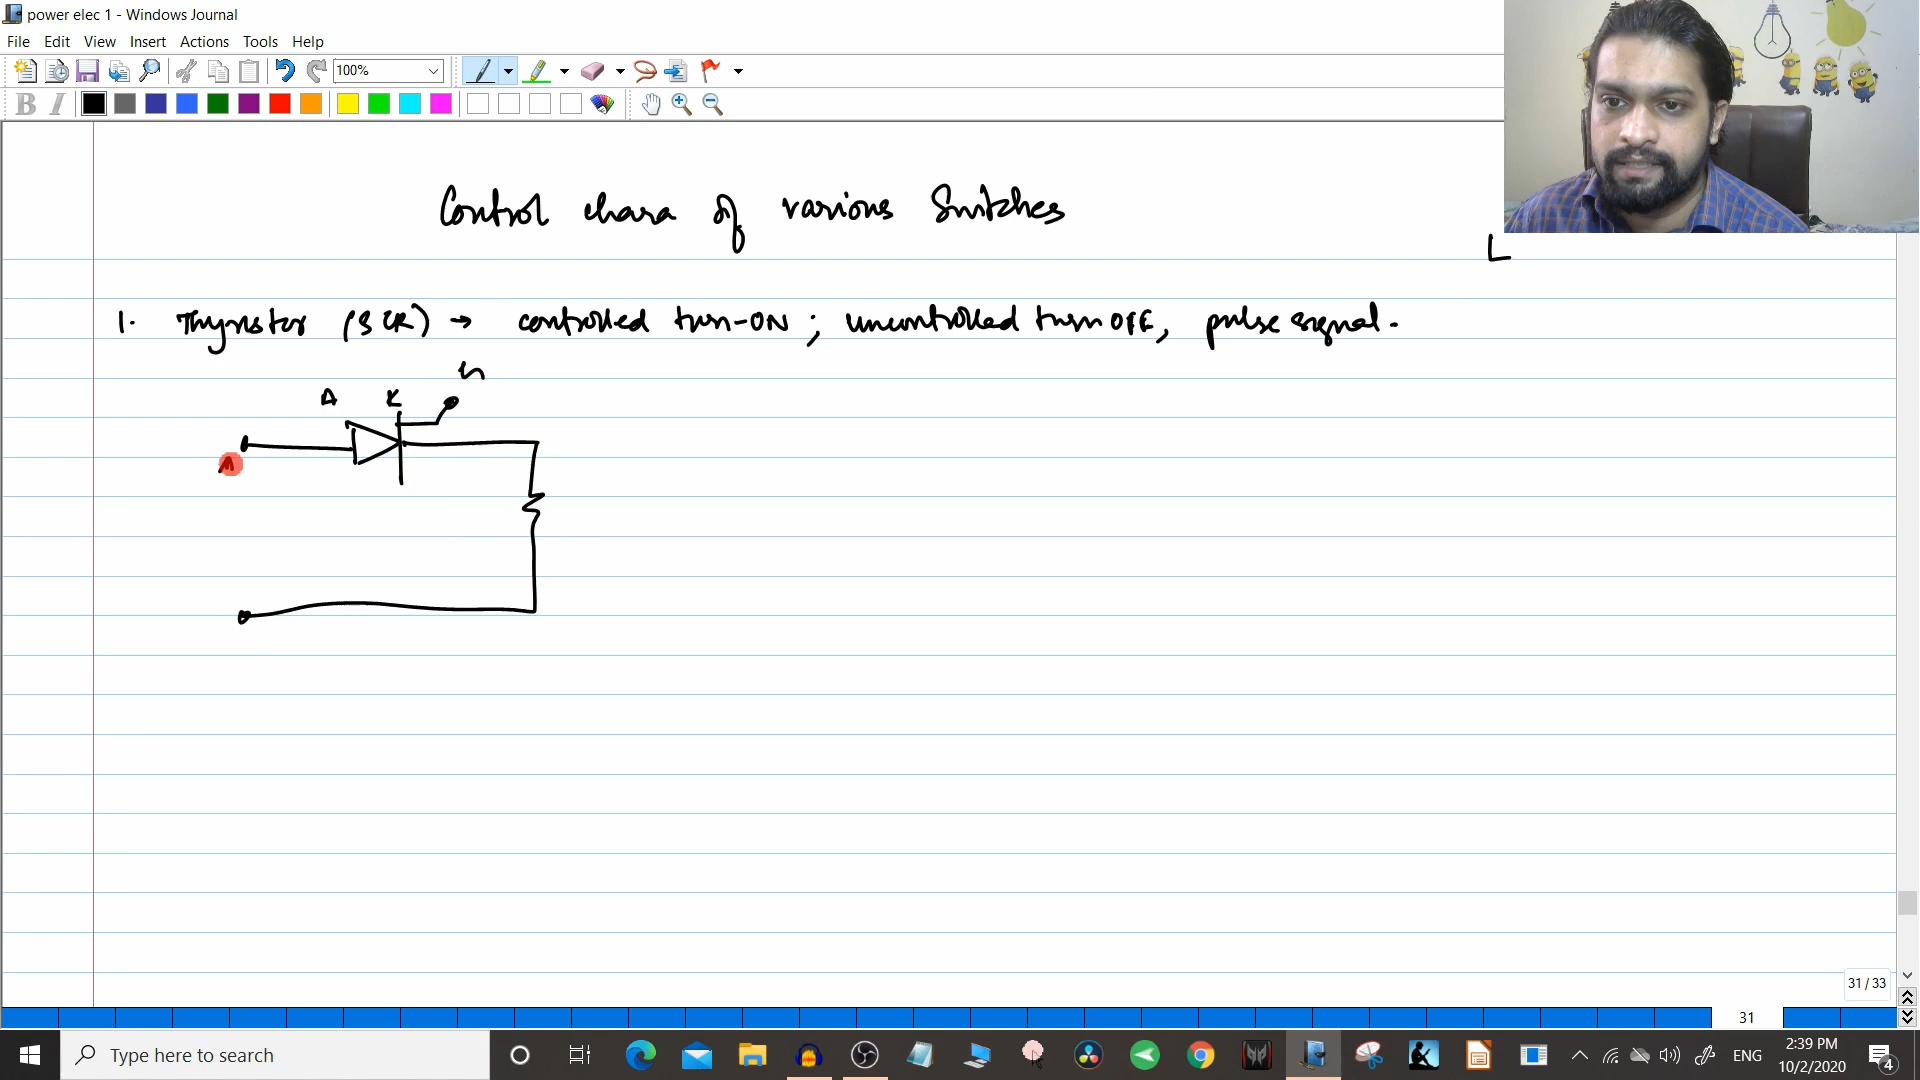 power elec 1 - Windows Journal
File Edit View Insert Actions Tools Help
100%
B I
Control chara of various Switches
1. Thyristor (SCR) → controlled turn-ON ; uncontrolled turn OFF, pulse signal.
G
A K
31 / 33
31
Type here to search
ENG
2:39 PM
10/2/2020
4